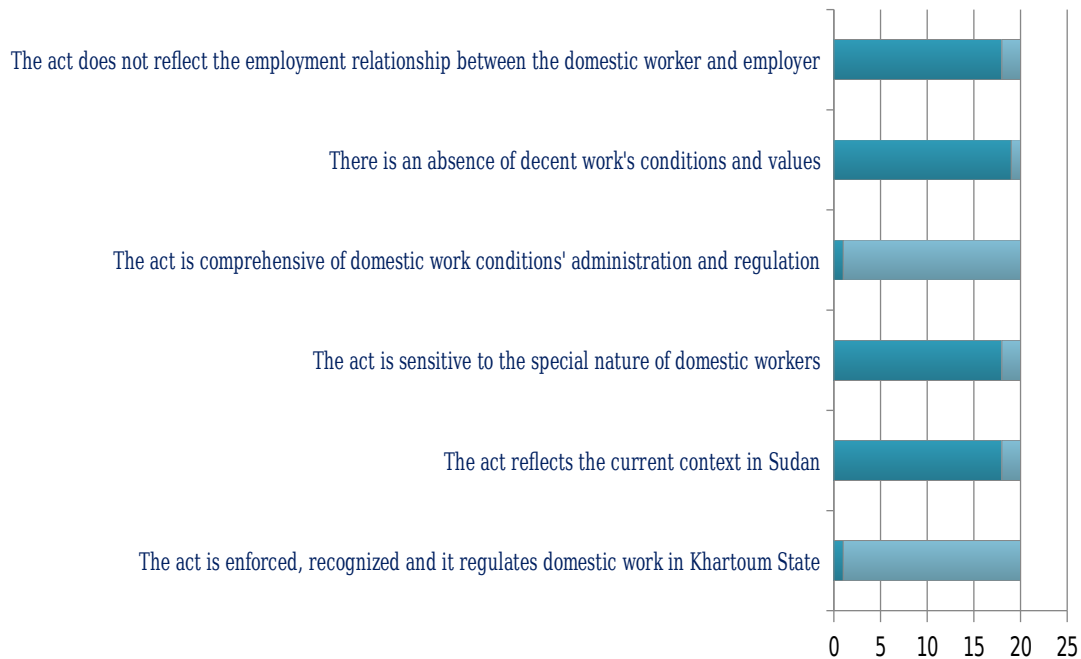 The act does not reflect the employment relationship between the domestic worker and employer
There is an absence of decent work's conditions and values
The act is comprehensive of domestic work conditions' administration and regulation
The act is sensitive to the special nature of domestic workers
The act reflects the current context in Sudan
The act is enforced, recognized and it regulates domestic work in Khartoum State
0 5 10 15 20 25